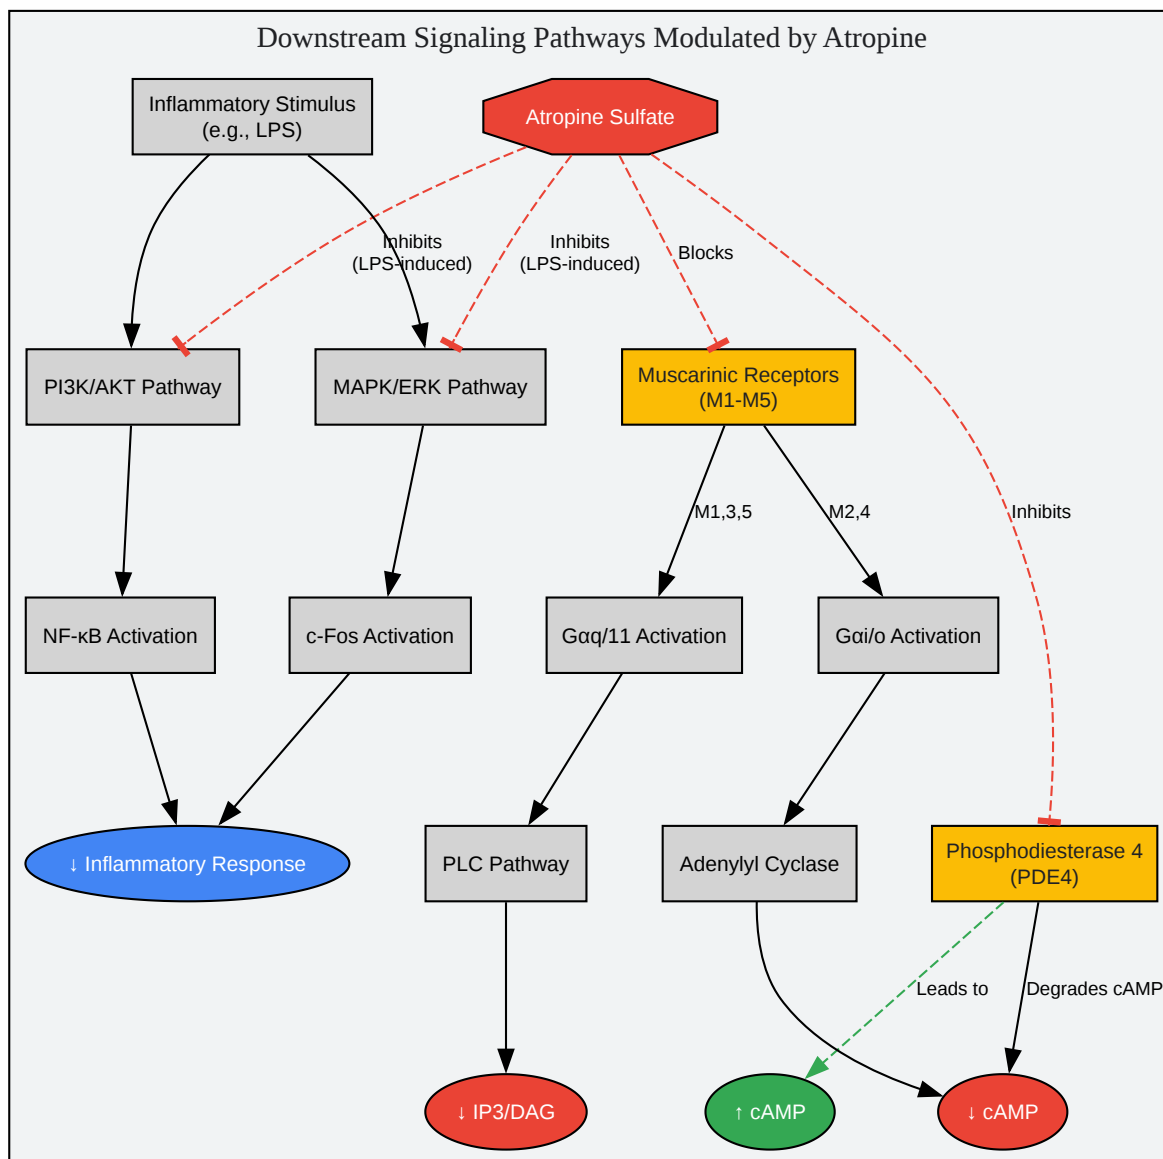 Downstream Signaling Pathways Modulated by Atropine
Inflammatory Stimulus
(e.g., LPS)
Atropine Sulfate
Inhibits
(LPS-induced)
Inhibits
(LPS-induced)
Blocks
PI3K/AKT Pathway
MAPK/ERK Pathway
Muscarinic Receptors
(M1-M5)
M1,3,5
M2,4
Inhibits
NF-κB Activation
c-Fos Activation
Gαq/11 Activation
Gαi/o Activation
↓ Inflammatory Response
PLC Pathway
Adenylyl Cyclase
Phosphodiesterase 4
(PDE4)
Leads to
Degrades cAMP
↓ IP3/DAG
↑ cAMP
↓ cAMP